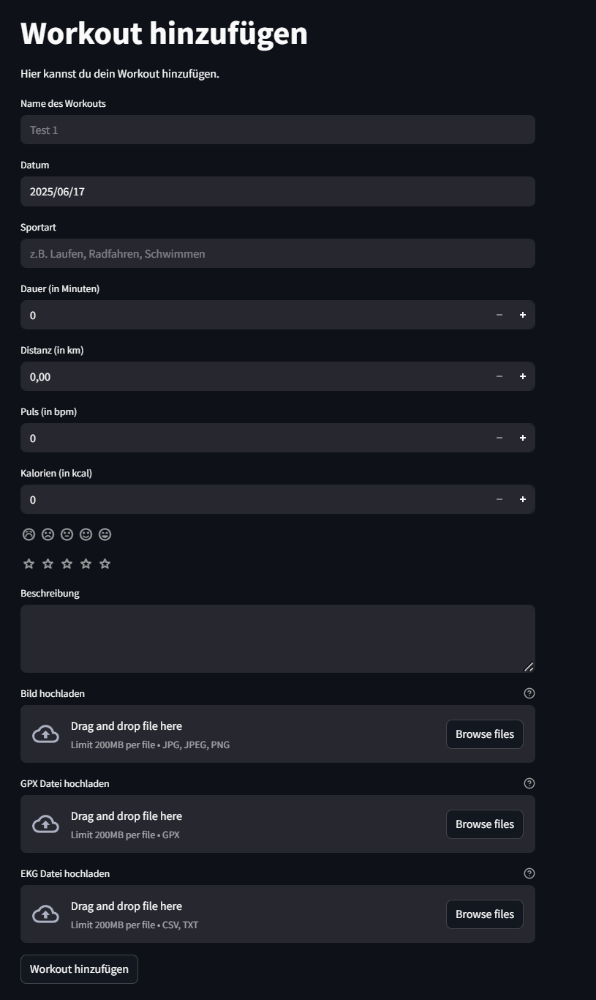 Workout hinzufügen
Hier kannst du dein Workout hinzufügen.
Name des Workouts
Test 1
Datum
2025/06/17
Sportart
z.B. Laufen, Radfahren, Schwimmen
Dauer (in Minuten)
0
Distanz (in km)
0,00
Puls (in bpm)
0
Kalorien (in kcal)
0
Beschreibung
Bild hochladen
Drag and drop file here
Limit 200MB per file • JPG, JPEG, PNG
Browse files
GPX Datei hochladen
Drag and drop file here
Limit 200MB per file • GPX
Browse files
EKG Datei hochladen
Drag and drop file here
Limit 200MB per file • CSV, TXT
Browse files
Workout hinzufügen